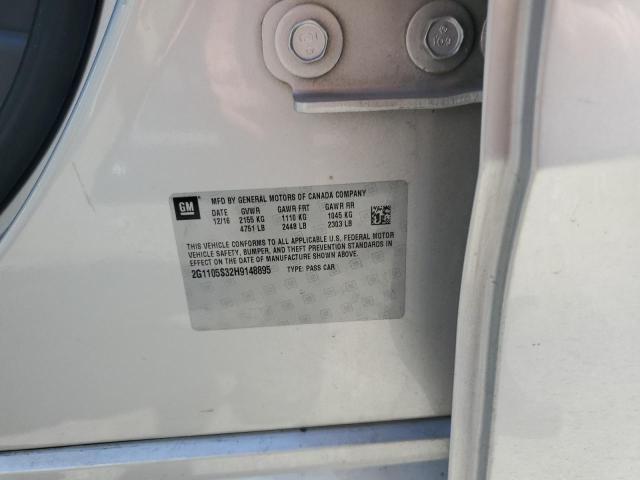 GM
MFD BY GENERAL MOTORS OF CANADA COMPANY
DATE GVWR GAWR FRT GAWR RR
12/16 2155 KG 1110 KG 1045 KG
4751 LB 2448 LB 2303 LB
THIS VEHICLE CONFORMS TO ALL APPLICABLE U.S. FEDERAL MOTOR
VEHICLE SAFETY, BUMPER, AND THEFT PREVENTION STANDARDS IN
EFFECT ON THE DATE OF MANUFACTURE SHOWN ABOVE.
2G1105S32H9148895 TYPE: PASS CAR